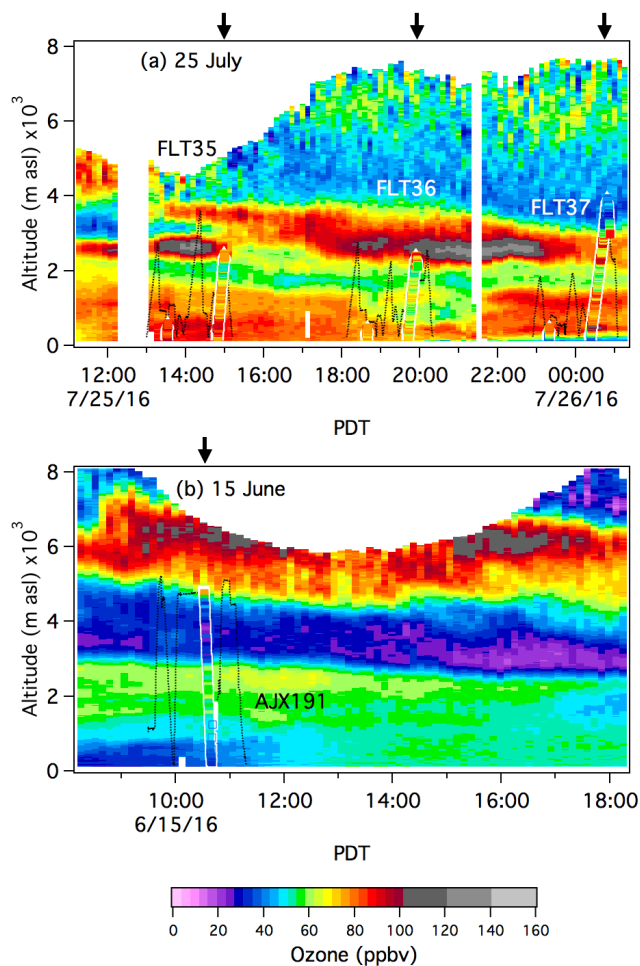 (a) 25 July
8
6
4
2
0
Altitude (m asl) x10³
FLT35
FLT36
FLT37
12:00 14:00 16:00 18:00 20:00 22:00 00:00
7/25/16 7/26/16
PDT
(b) 15 June
8
6
4
2
0
Altitude (m asl) x10³
AJX191
10:00 12:00 14:00 16:00 18:00
6/15/16
PDT
0 20 40 60 80 100 120 140 160
Ozone (ppbv)